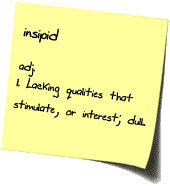 insipid
adj
1. Lacking qualities that
stimulate, or interest; dull.